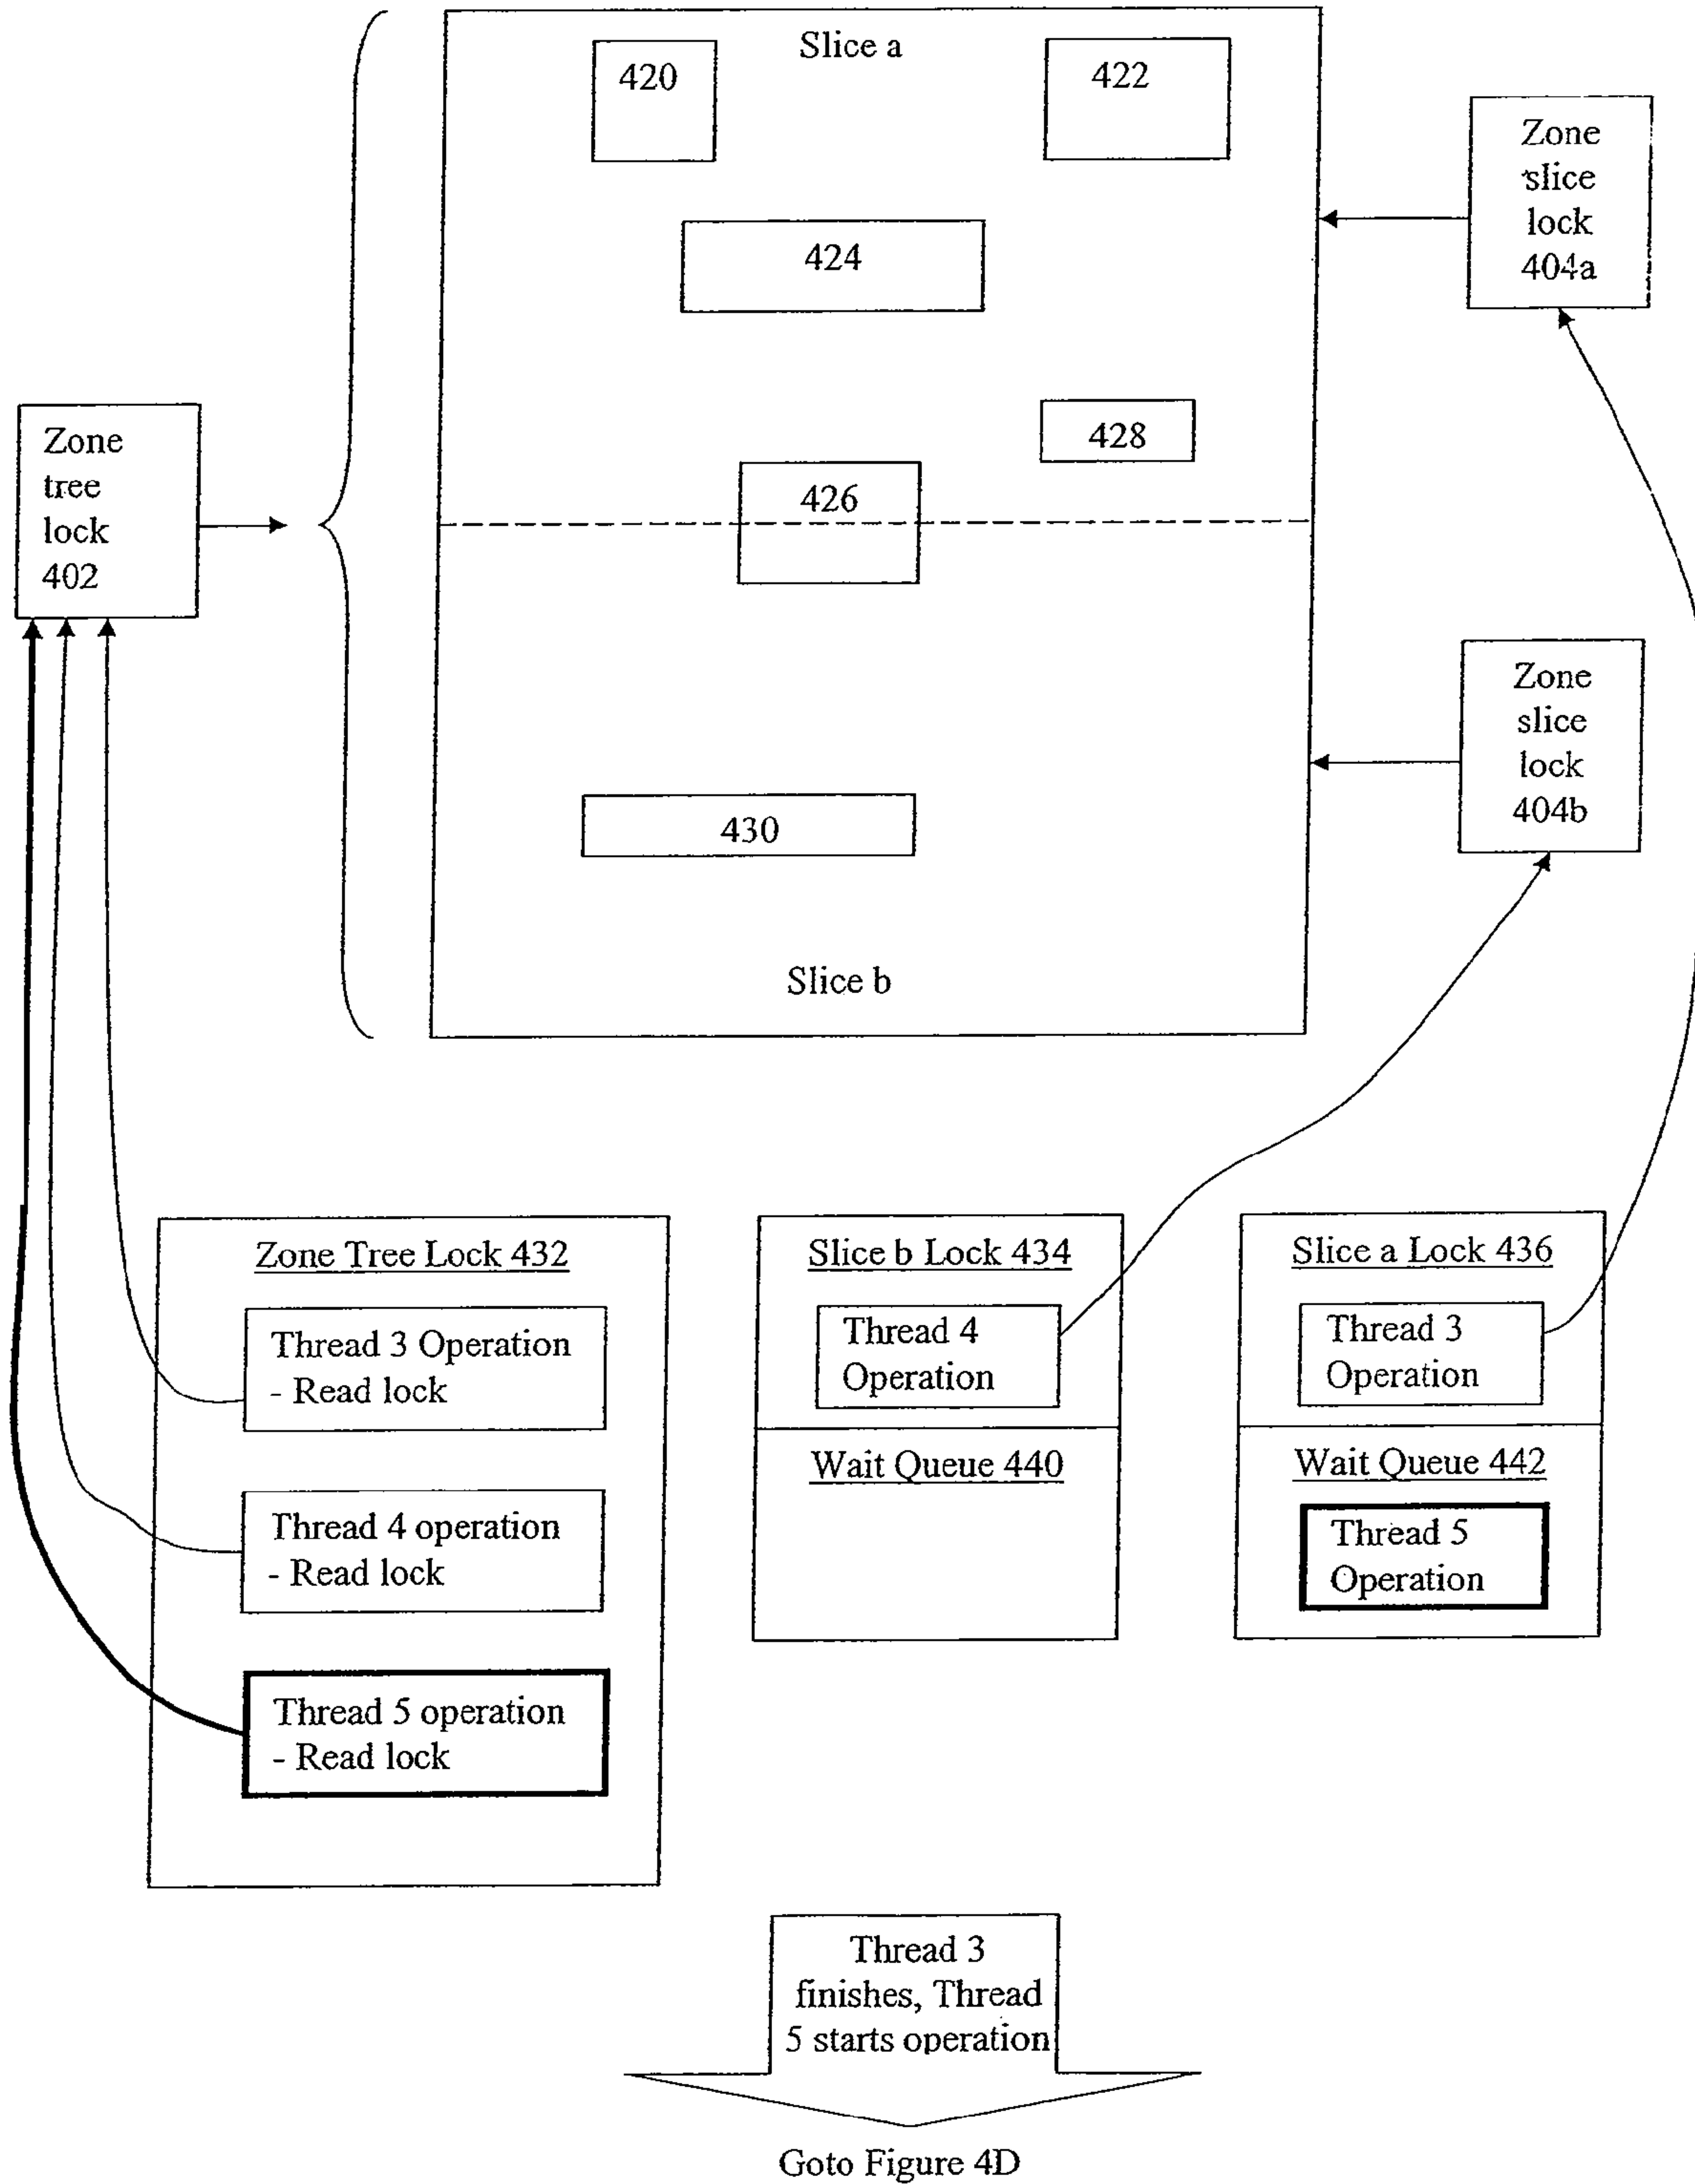 Slice a
420
422
424
428
426
430
Slice b
Zone
tree
lock
402
Zone
slice
lock
404a
Zone
slice
lock
404b
Zone Tree Lock 432
Thread 3 Operation
- Read lock
Thread 4 operation
- Read lock
Thread 5 operation
- Read lock
Slice b Lock 434
Thread 4
Operation
Wait Queue 440
Slice a Lock 436
Thread 3
Operation
Wait Queue 442
Thread 5
Operation
Thread 3
finishes, Thread
5 starts operation
Goto Figure 4D